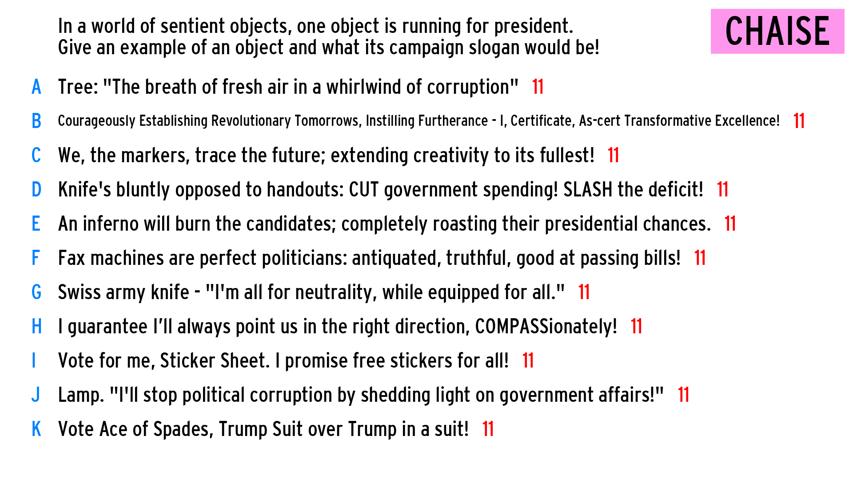 In a world of sentient objects, one object is running for president.
Give an example of an object and what its campaign slogan would be!
CHAISE
A Tree: "The breath of fresh air in a whirlwind of corruption" 11
B Courageously Establishing Revolutionary Tomorrows, Instilling Furtherance - I, Certificate, As-cert Transformative Excellence! 11
C We, the markers, trace the future; extending creativity to its fullest! 11
D Knife's bluntly opposed to handouts: CUT government spending! SLASH the deficit! 11
E An inferno will burn the candidates; completely roasting their presidential chances. 11
F Fax machines are perfect politicians: antiquated, truthful, good at passing bills! 11
G Swiss army knife - "I'm all for neutrality, while equipped for all." 11
H I guarantee I'll always point us in the right direction, COMPASSionately! 11
I Vote for me, Sticker Sheet. I promise free stickers for all! 11
J Lamp. "I'll stop political corruption by shedding light on government affairs!" 11
K Vote Ace of Spades, Trump Suit over Trump in a suit! 11